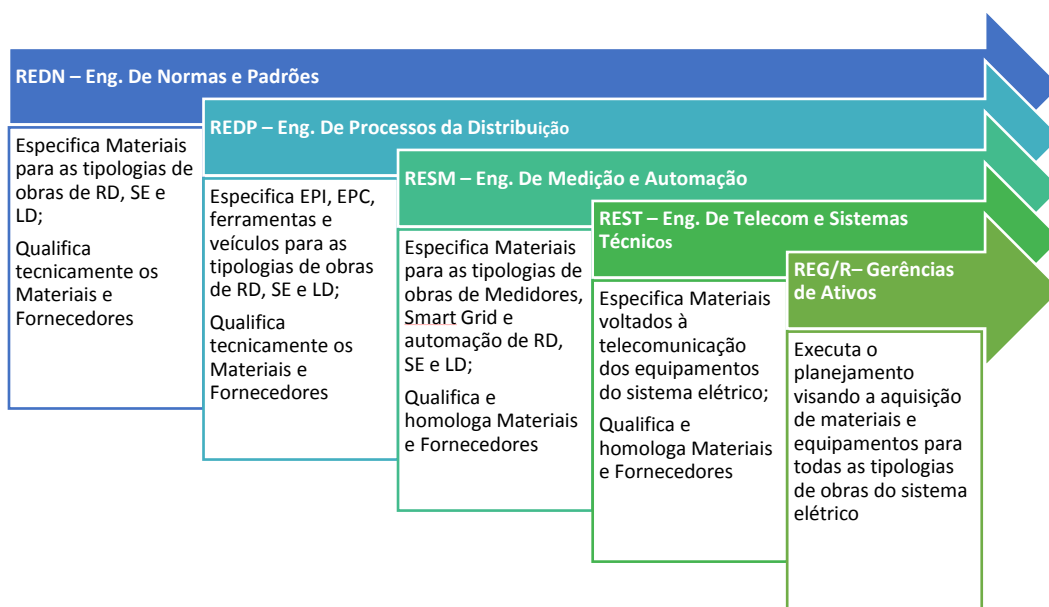 REDN – Eng. De Normas e Padrões
Especifica Materiais
para as tipologias de
obras de RD, SE e
LD;
Qualifica
tecnicamente os
Materiais e
Fornecedores
REDP – Eng. De Processos da Distribuição
Especifica EPI, EPC,
ferramentas e
veículos para as
tipologias de obras
de RD, SE e LD;
Qualifica
tecnicamente os
Materiais e
Fornecedores
RESM – Eng. De Medição e Automação
Especifica Materiais
para as tipologias de
obras de Medidores,
Smart Grid e
automação de RD,
SE e LD;
Qualifica e
homologa Materiais
e Fornecedores
REST – Eng. De Telecom e Sistemas
Técnicos
Especifica Materiais
voltados à
telecomunicação
dos equipamentos
do sistema elétrico;
Qualifica e
homologa Materiais
e Fornecedores
REG/R– Gerências
de Ativos
Executa o
planejamento
visando a aquisição
de materiais e
equipamentos para
todas as tipologias
de obras do sistema
elétrico